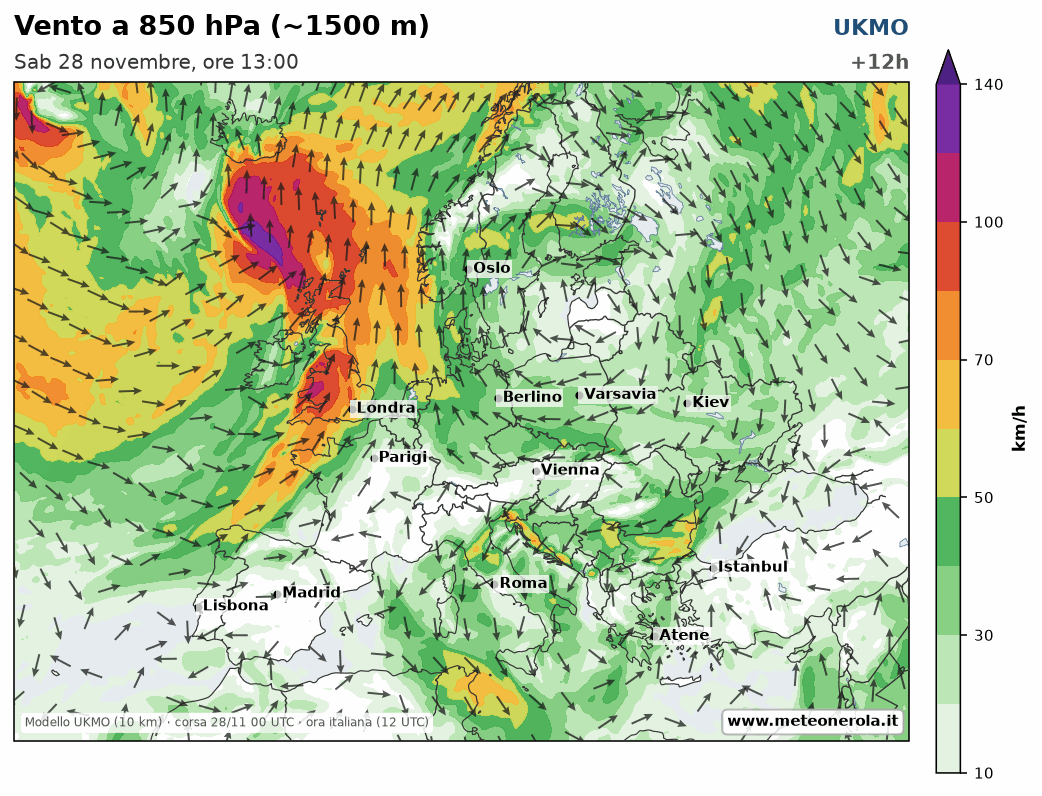 Vento a 850 hPa (~1500 m)
UKMO
Sab 28 novembre, ore 13:00
+12h
140
100
70
50
30
10
km/h
Oslo
Londra
Berlino
Varsavia
Kiev
Parigi
Vienna
Istanbul
Roma
Madrid
Lisbona
Atene
Modello UKMO (10 km) · corsa 28/11 00 UTC · ora italiana (12 UTC)
www.meteonerola.it